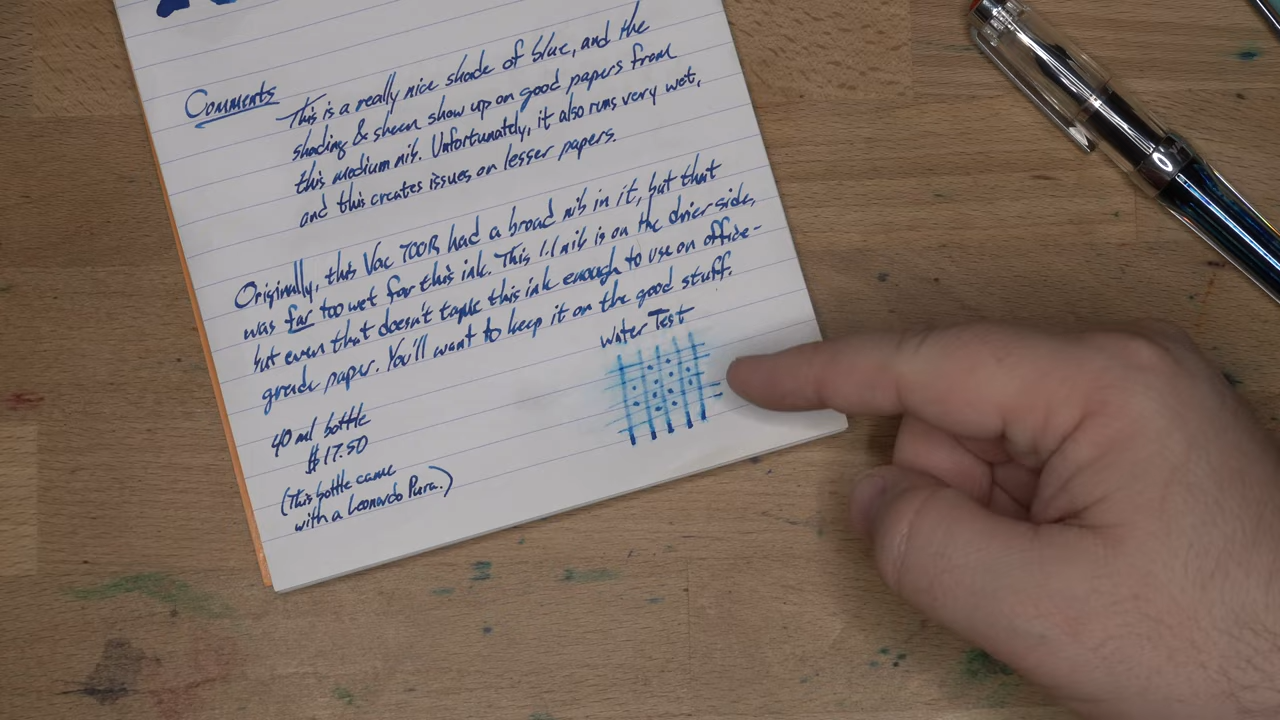 Comments
This is a really nice shade of blue, and the
shading & sheen show up on good papers from
this medium nib. Unfortunately, it also runs very wet,
and this creates issues on lesser papers.
Originally, this Vac 700R had a broad nib in it, but that
was far too wet for this ink. This 1.1 nib is on the drier side,
but even that doesn't tame this ink enough to use on office-
grade paper. You'll want to keep it on the good stuff.
Water Test
40 ml bottle
$17.50
(This bottle came
with a Leonardo Pura.)